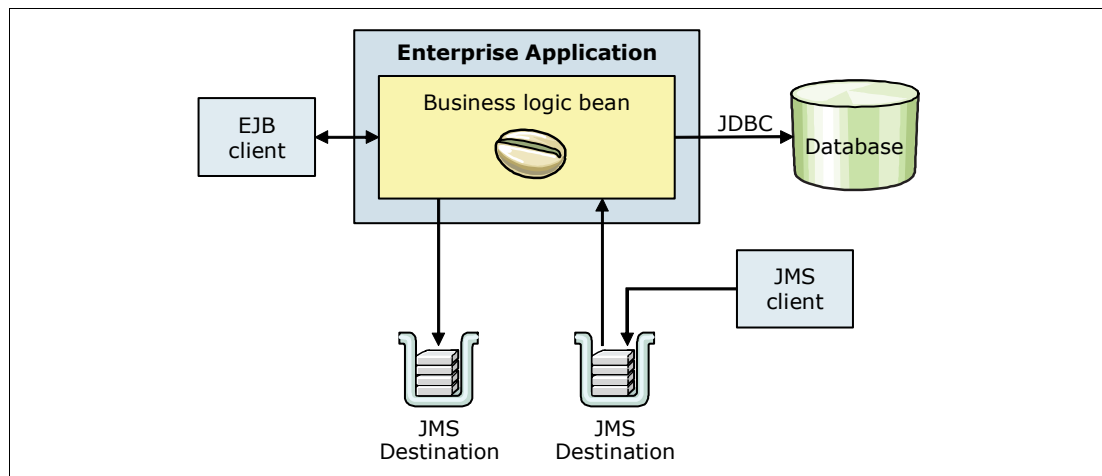 Enterprise Application
Business logic bean
EJB
client
JDBC
Database
JMS
client
JMS
Destination
JMS
Destination